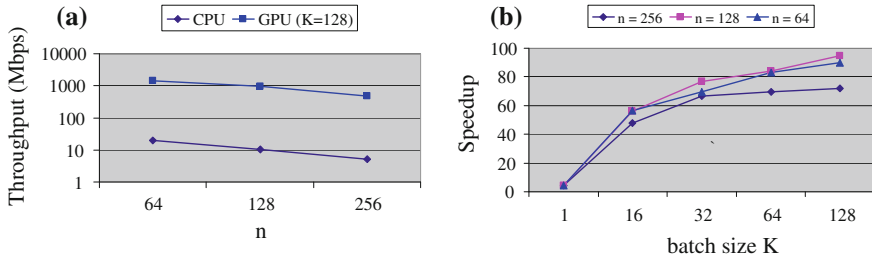 (a)
CPU
GPU (K=128)
Throughput (Mbps)
10000
1000
100
10
1
64
128
256
n
(b)
n = 256
n = 128
n = 64
Speedup
100
80
60
40
20
0
1
16
32
64
128
batch size K